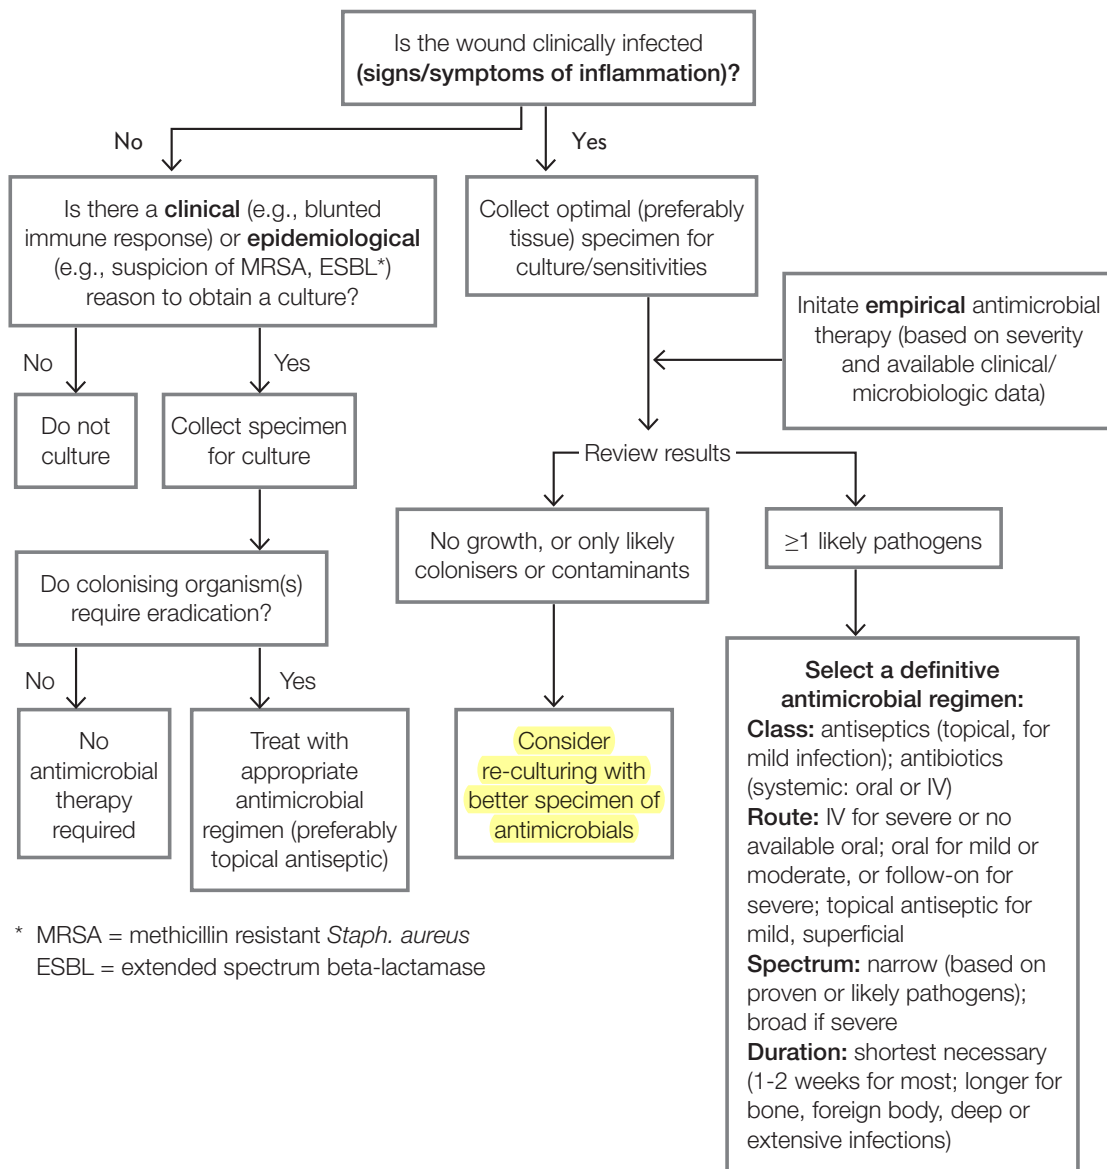 Is the wound clinically infected
(signs/symptoms of inflammation)?
No
Yes
Is there a clinical (e.g., blunted
immune response) or epidemiological
(e.g., suspicion of MRSA, ESBL*)
reason to obtain a culture?
Collect optimal (preferably
tissue) specimen for
culture/sensitivities
Initate empirical antimicrobial
therapy (based on severity
and available clinical/
microbiologic data)
No
Yes
Do not
culture
Collect specimen
for culture
Review results
No growth, or only likely
colonisers or contaminants
≥1 likely pathogens
Do colonising organism(s)
require eradication?
No
Yes
No
antimicrobial
therapy
required
Treat with
appropriate
antimicrobial
regimen (preferably
topical antiseptic)
Consider
re-culturing with
better specimen of
antimicrobials
Select a definitive
antimicrobial regimen:
Class: antiseptics (topical, for
mild infection); antibiotics
(systemic: oral or IV)
Route: IV for severe or no
available oral; oral for mild or
moderate, or follow-on for
severe; topical antiseptic for
mild, superficial
Spectrum: narrow (based on
proven or likely pathogens);
broad if severe
Duration: shortest necessary
(1-2 weeks for most; longer for
bone, foreign body, deep or
extensive infections)
* MRSA = methicillin resistant Staph. aureus
ESBL = extended spectrum beta-lactamase